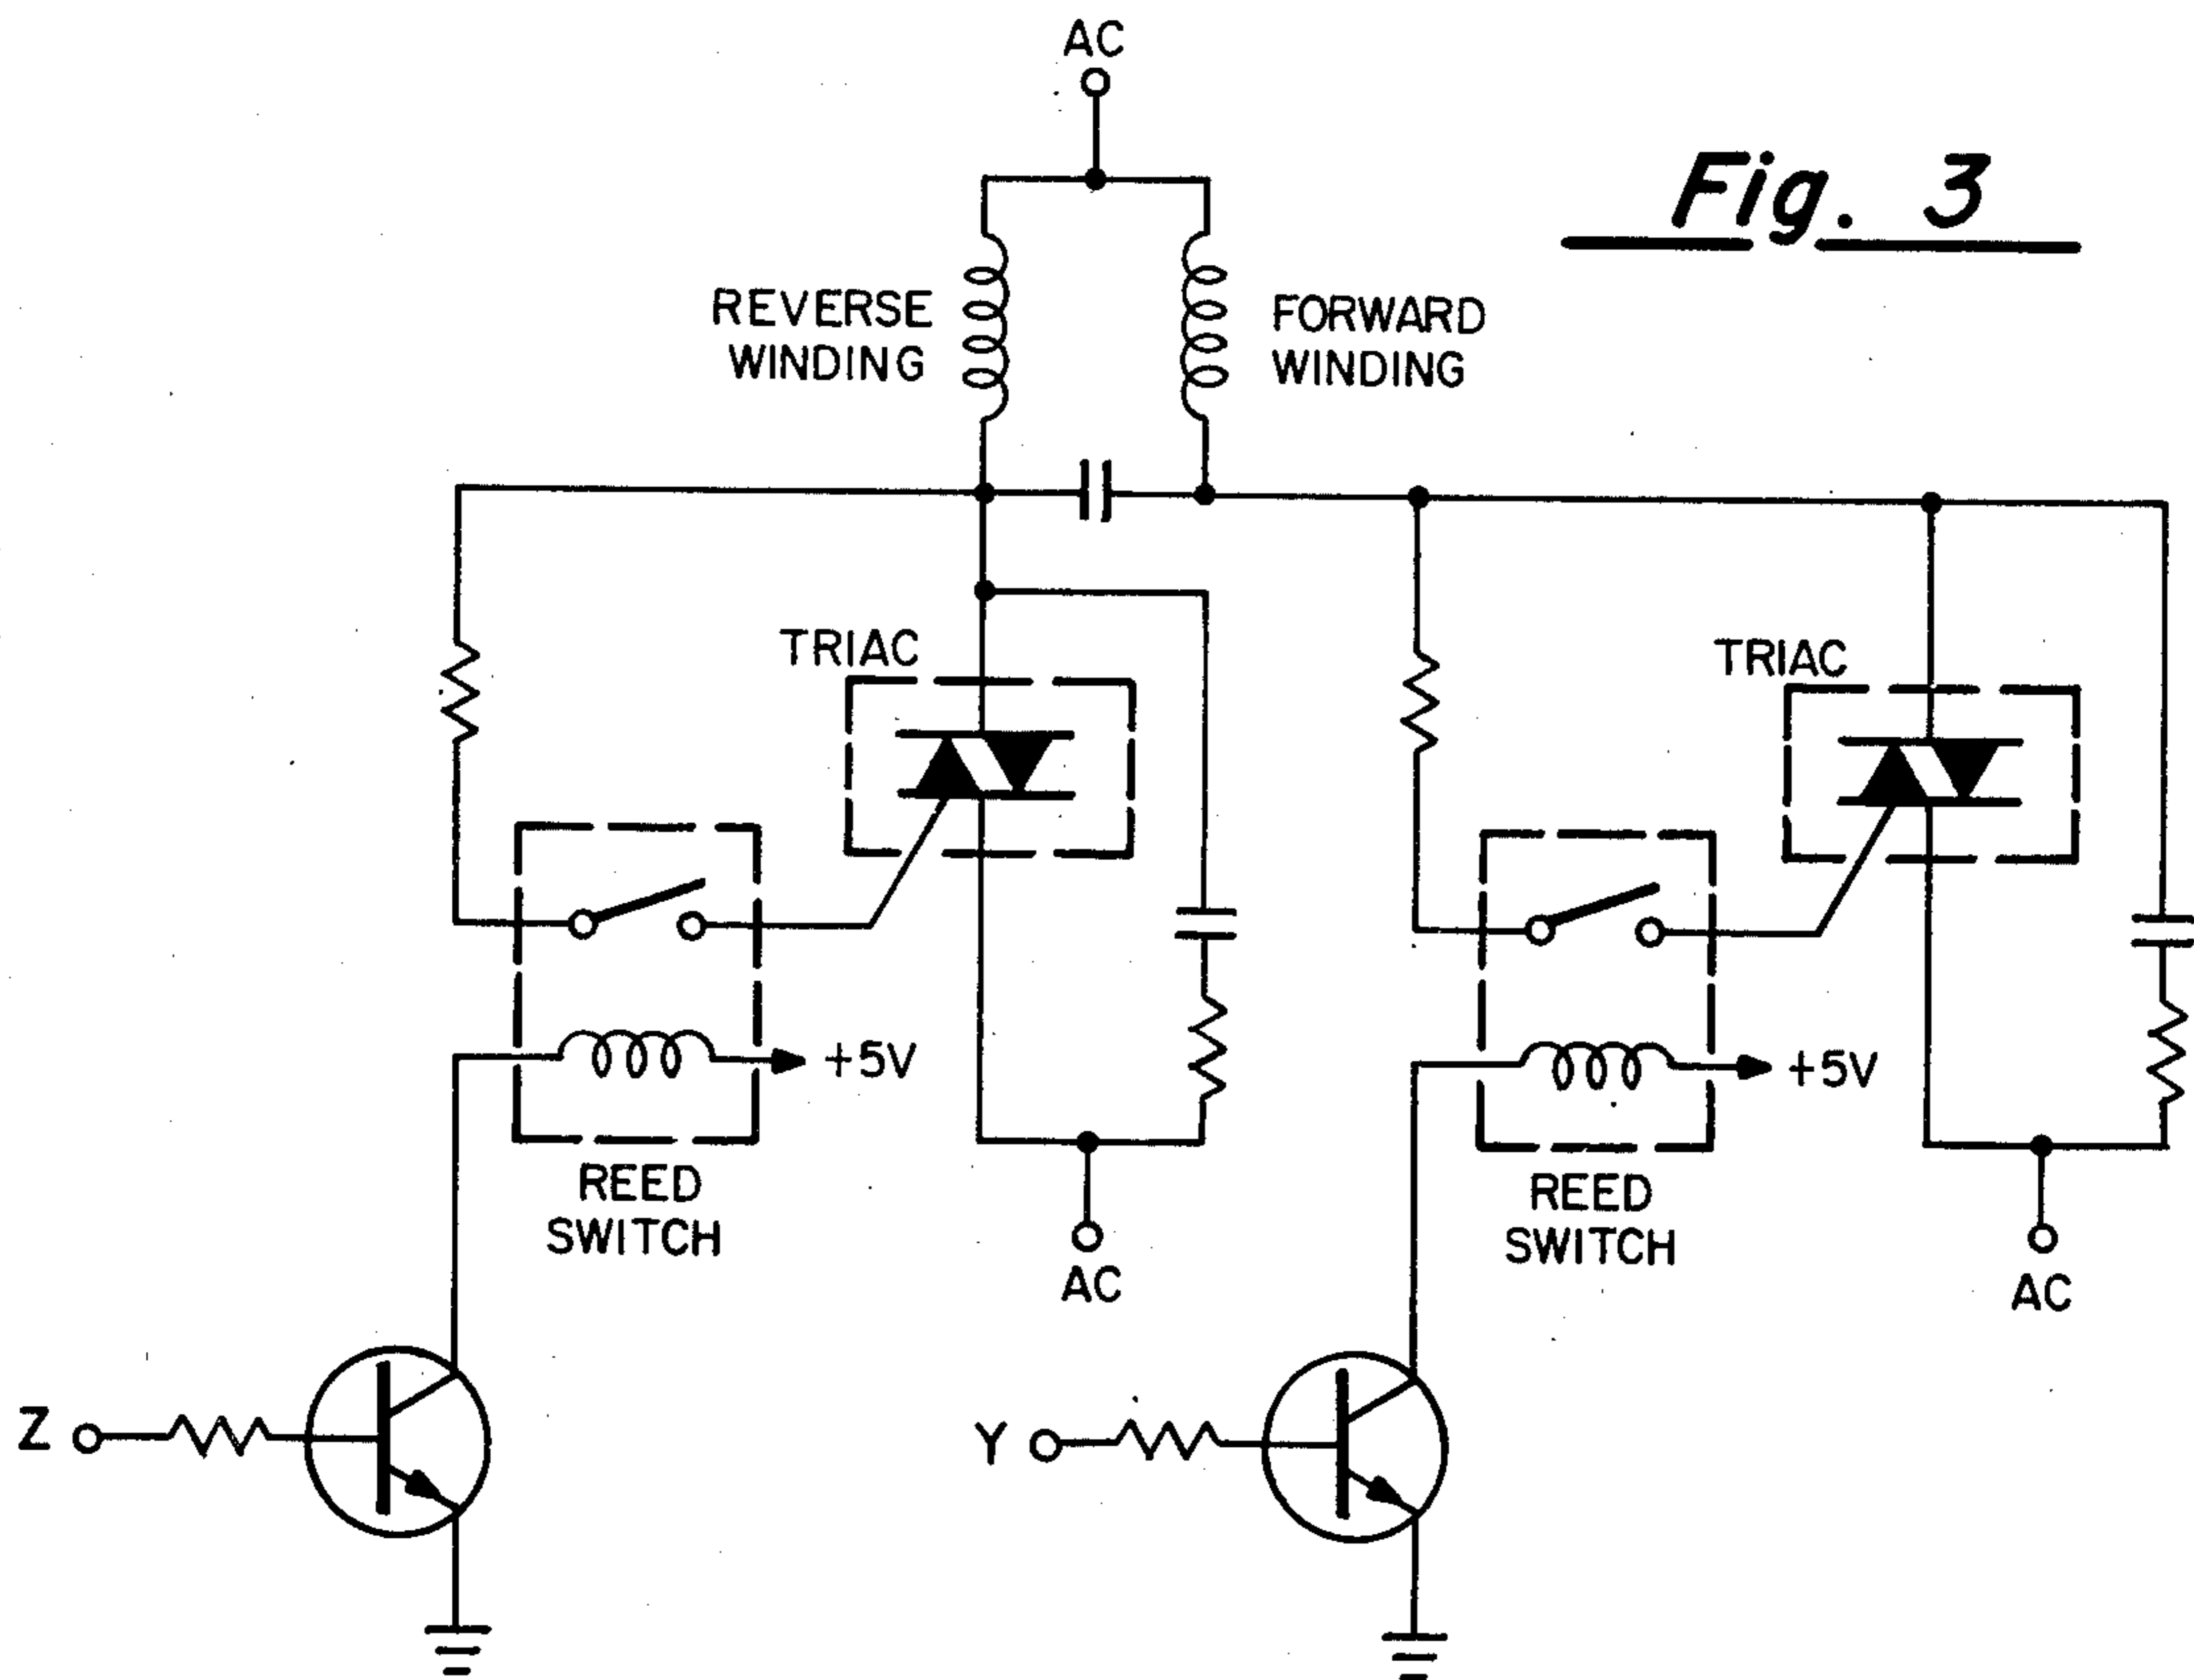 AC
Fig. 3
REVERSE
WINDING
FORWARD
WINDING
TRIAC
TRIAC
+5V
+5V
REED
SWITCH
REED
SWITCH
AC
AC
Z
Y